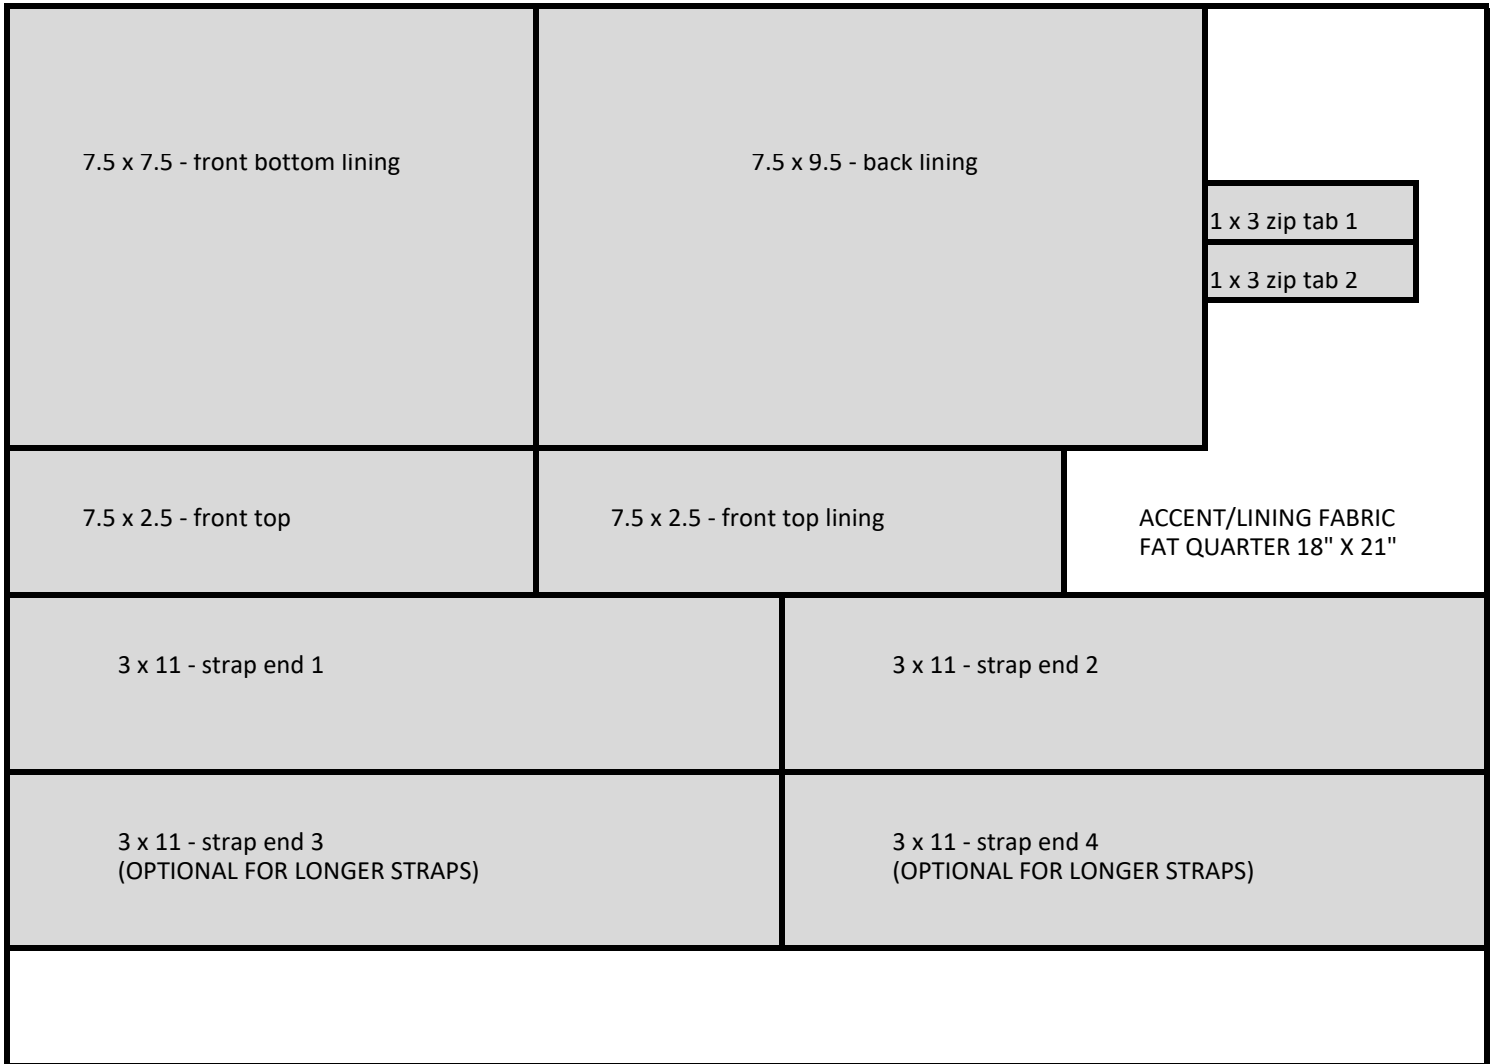 7.5 x 7.5 - front bottom lining
7.5 x 9.5 - back lining
1 x 3 zip tab 1
1 x 3 zip tab 2
7.5 x 2.5 - front top
7.5 x 2.5 - front top lining
ACCENT/LINING FABRIC
FAT QUARTER 18" X 21"
3 x 11 - strap end 1
3 x 11 - strap end 2
3 x 11 - strap end 3
(OPTIONAL FOR LONGER STRAPS)
3 x 11 - strap end 4
(OPTIONAL FOR LONGER STRAPS)